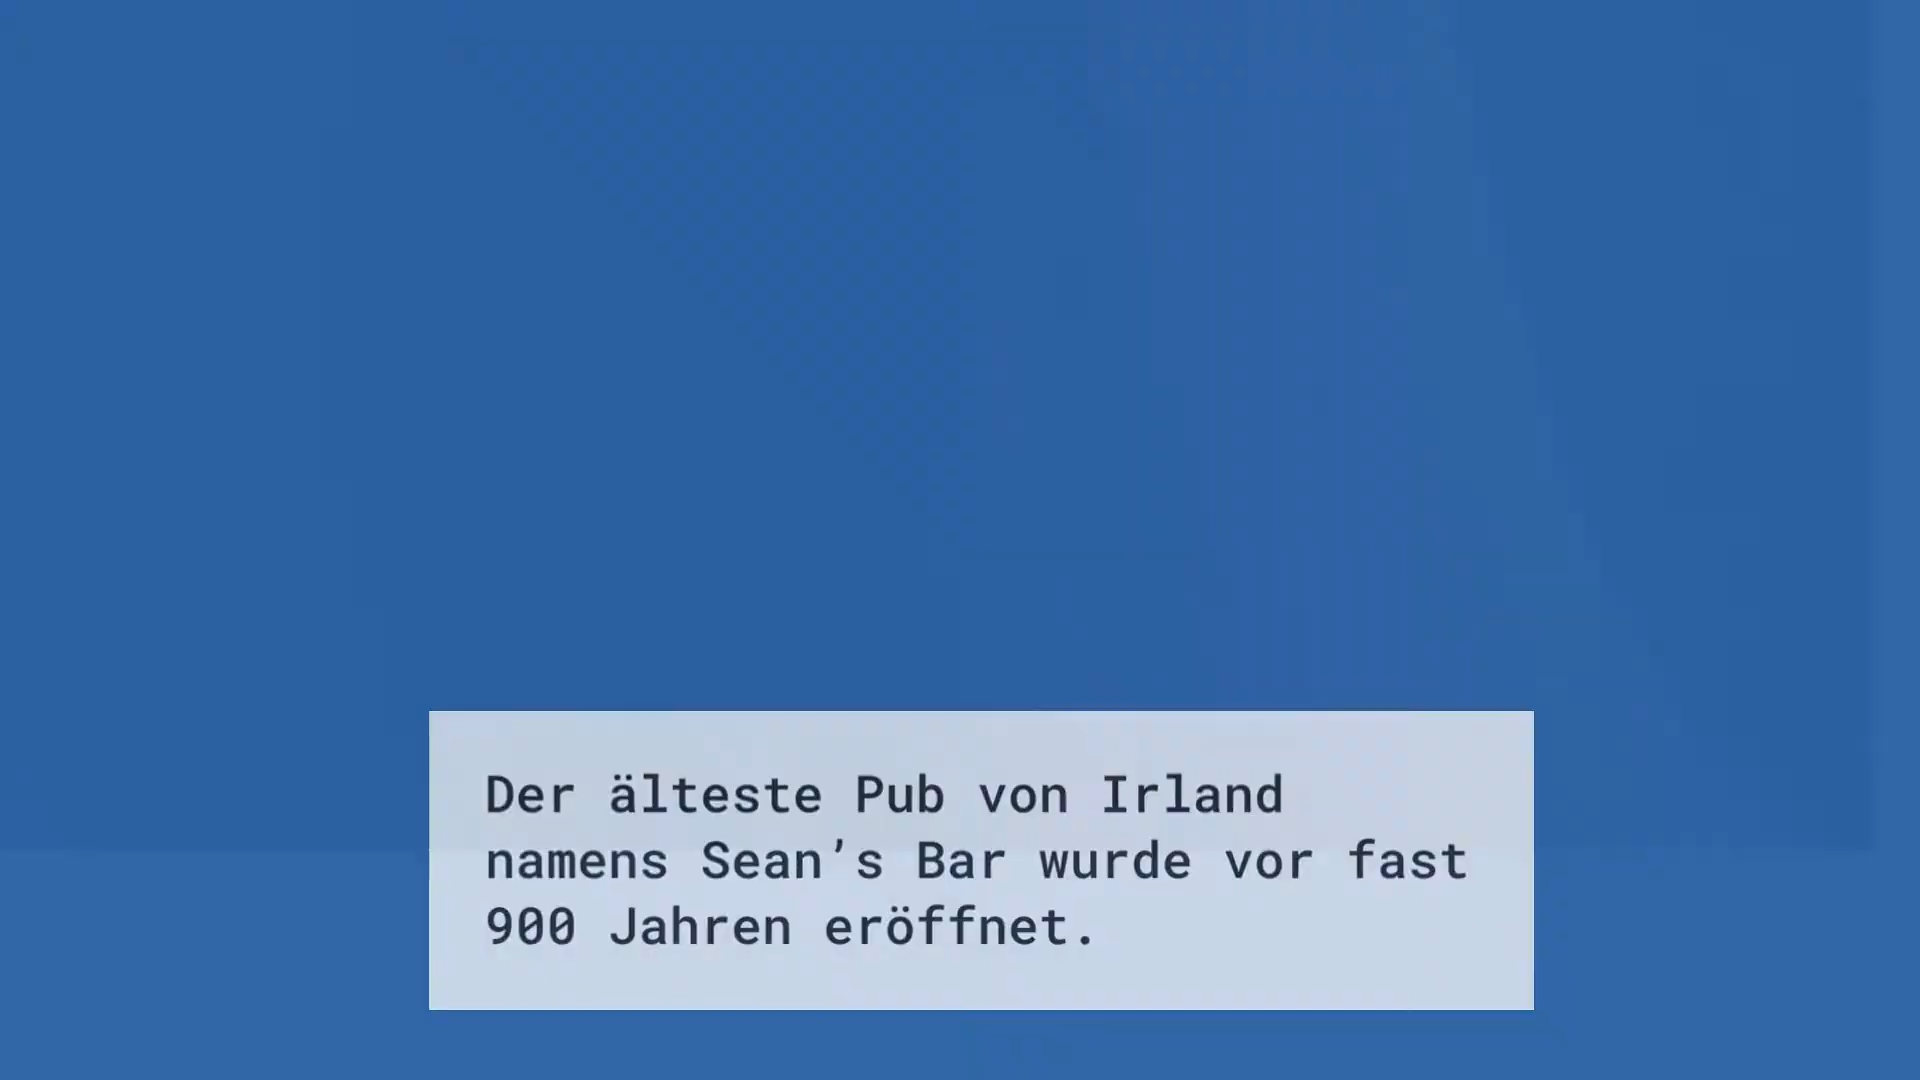 Der älteste Pub von Irland
namens Sean’s Bar wurde vor fast
900 Jahren eröffnet.